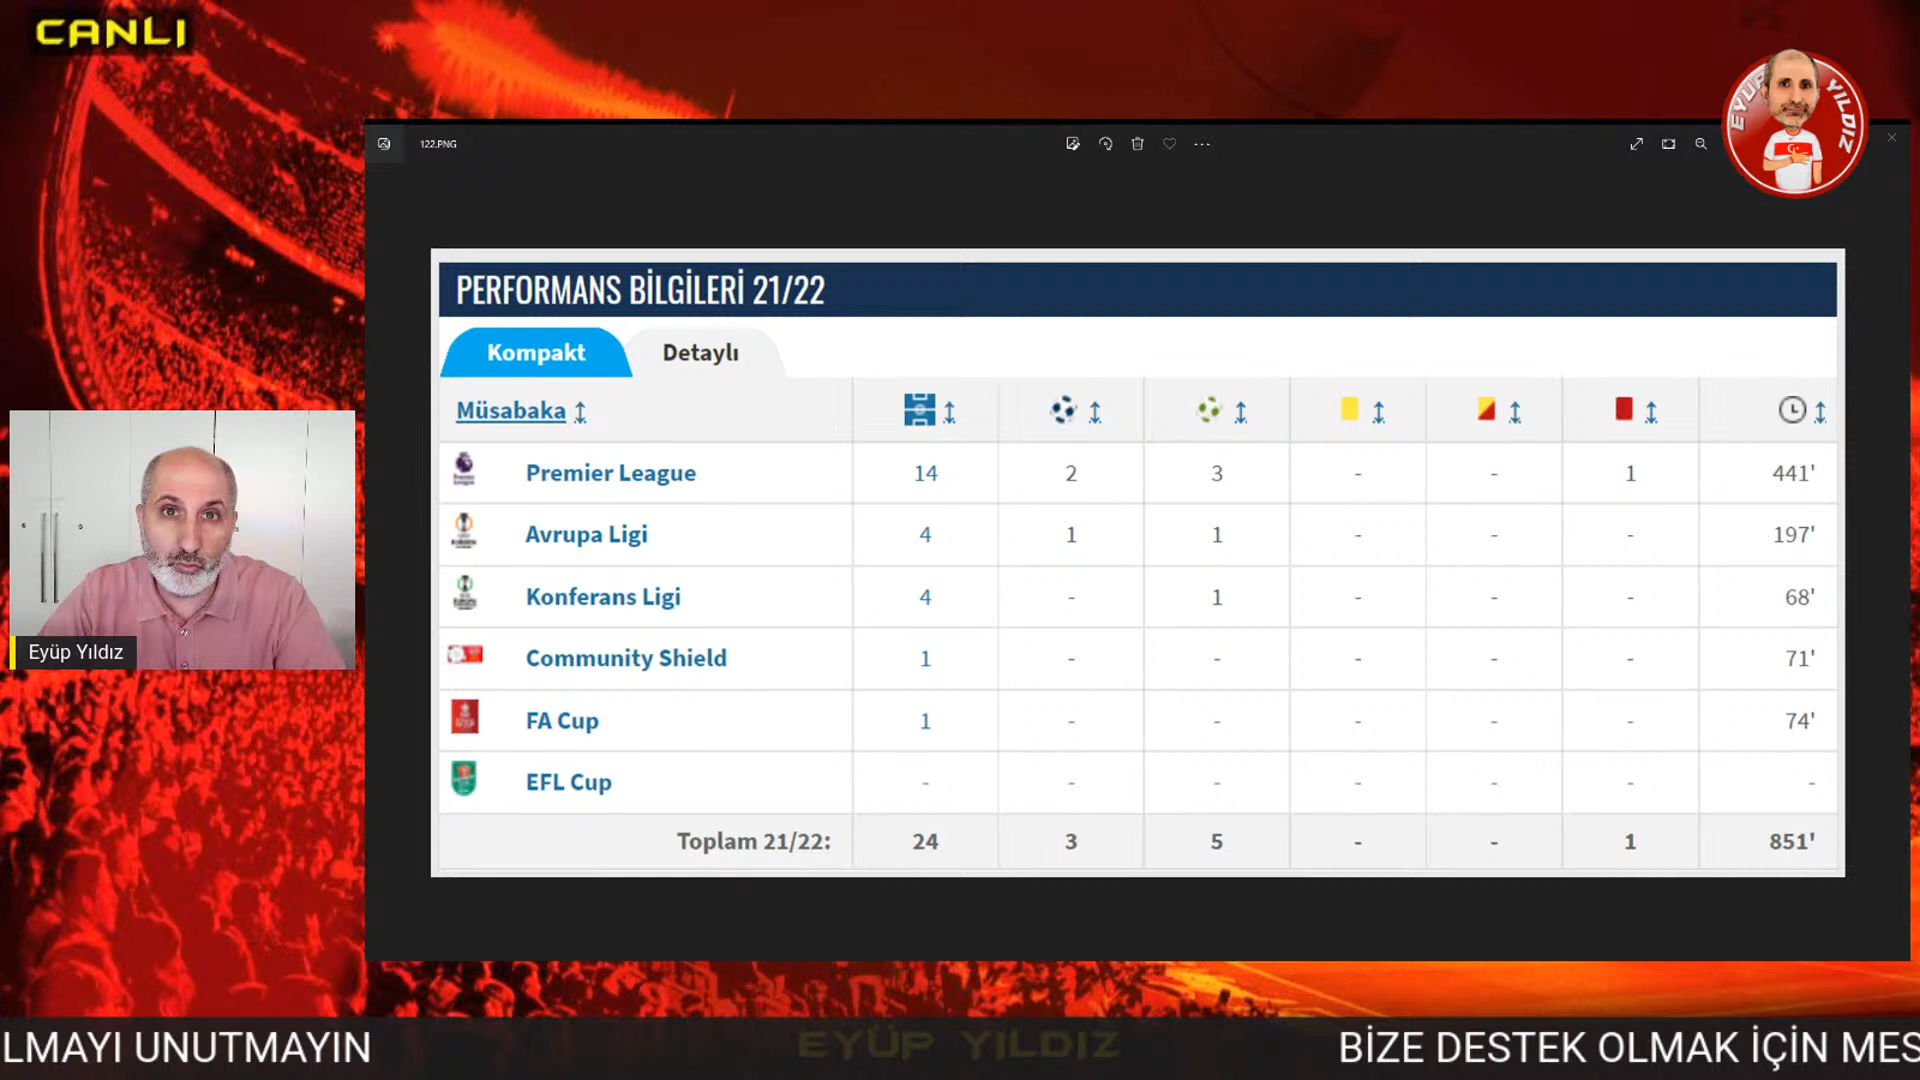 CANLI
EYÜP YILDIZ
122.PNG
PERFORMANS BİLGİLERİ 21/22
Kompakt Detaylı
Müsabaka
Premier League 14 2 3 - - 1 441'
Avrupa Ligi 4 1 1 - - - 197'
Konferans Ligi 4 - 1 - - - 68'
Community Shield 1 - - - - - 71'
FA Cup 1 - - - - - 74'
EFL Cup - - - - - - -
Toplam 21/22: 24 3 5 - - 1 851'
Eyüp Yıldız
EYÜP YILDIZ
LMAYI UNUTMAYIN BİZE DESTEK OLMAK İÇİN MES